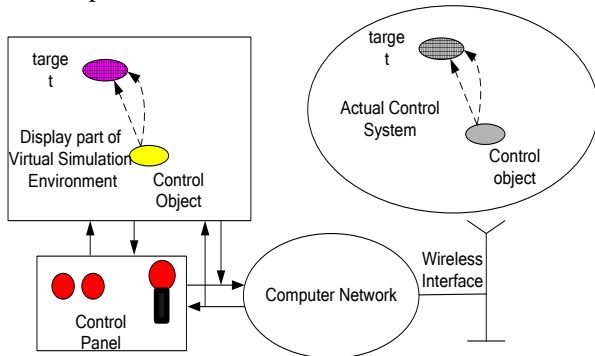 targe
t
Display part of
Virtual Simulation
Environment
Control
Object
targe
t
Actual Control
System
Control
object
Control
Panel
Computer Network
Wireless
Interface